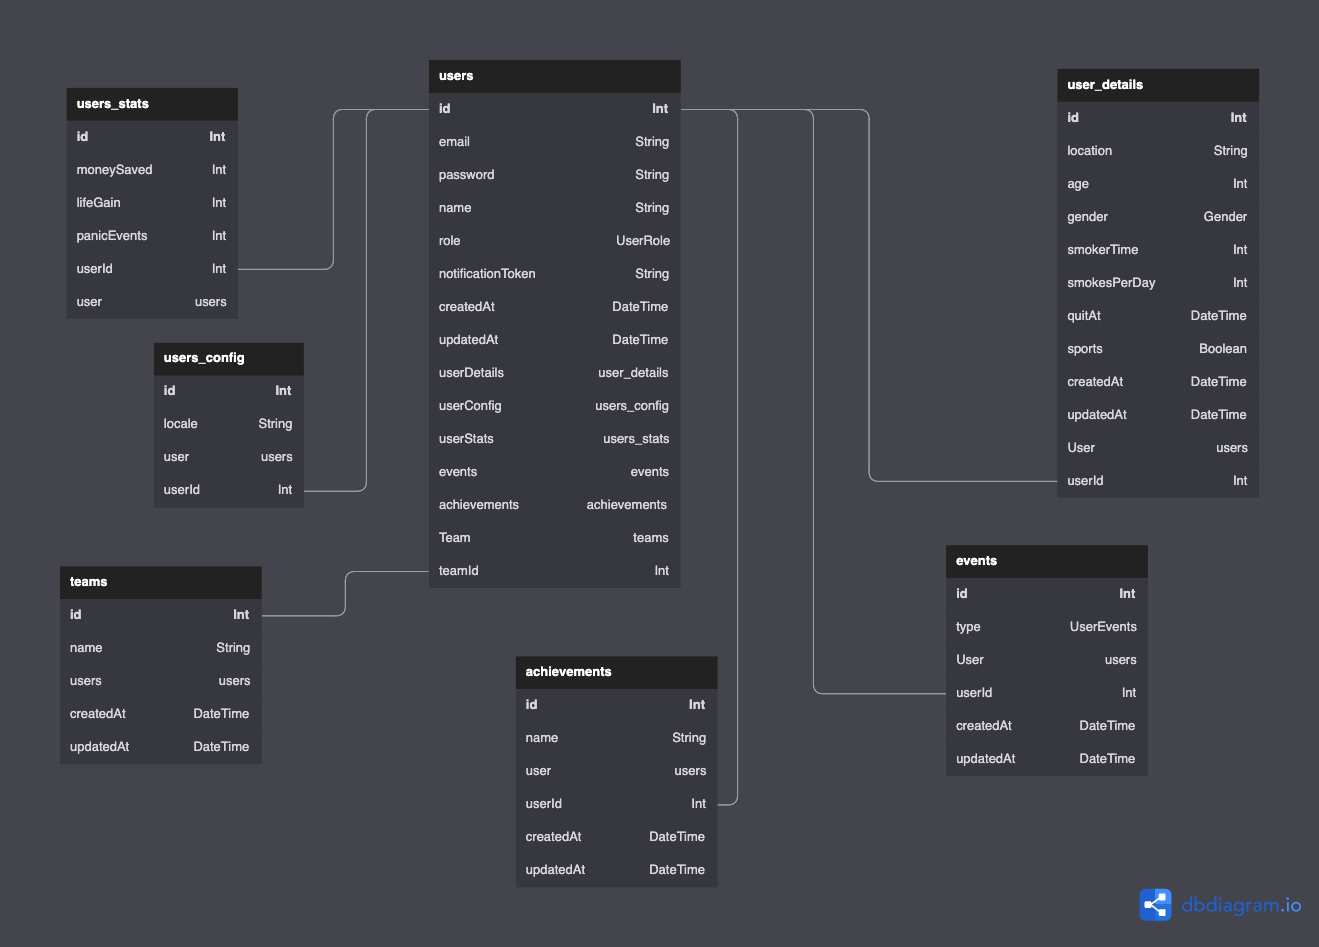 users_stats
id Int
moneySaved Int
lifeGain Int
panicEvents Int
userId Int
user users
users_config
id Int
locale String
user users
userId Int
teams
id Int
name String
users users
createdAt DateTime
updatedAt DateTime
users
id Int
email String
password String
name String
role UserRole
notificationToken String
createdAt DateTime
updatedAt DateTime
userDetails user_details
userConfig users_config
userStats users_stats
events events
achievements achievements
Team teams
teamId Int
achievements
id Int
name String
user users
userId Int
createdAt DateTime
updatedAt DateTime
user_details
id Int
location String
age Int
gender Gender
smokerTime Int
smokesPerDay Int
quitAt DateTime
sports Boolean
createdAt DateTime
updatedAt DateTime
User users
userId Int
events
id Int
type UserEvents
User users
userId Int
createdAt DateTime
updatedAt DateTime
dbdiagram.io